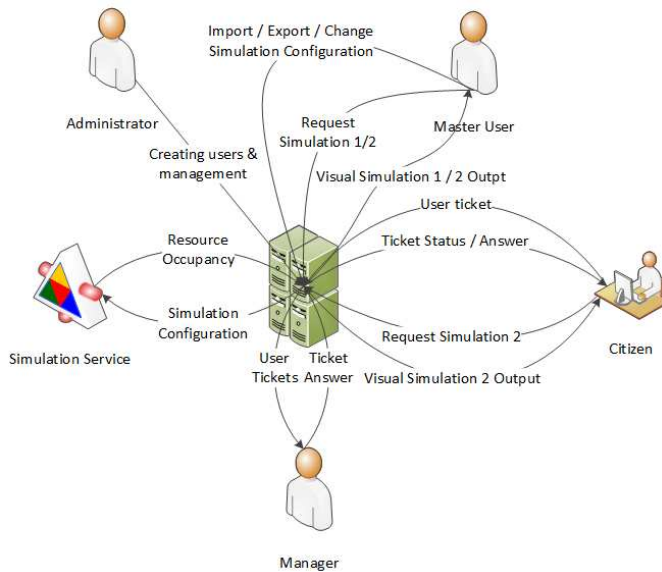 Import / Export / Change
Simulation Configuration
Administrator
Request
Simulation 1/2
Master User
Creating users &
management
Visual Simulation 1 / 2 Outpt
User ticket
Resource
Occupancy
Ticket Status / Answer
Simulation
Configuration
Request Simulation 2
Simulation Service
Citizen
User
Tickets
Ticket
Answer
Visual Simulation 2 Output
Manager